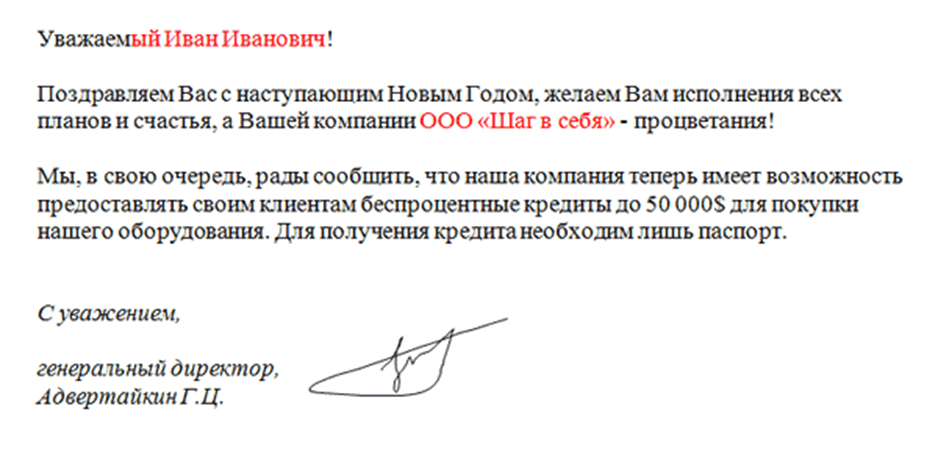 Уважаемый Иван Иванович!
Поздравляем Вас с наступающим Новым Годом, желаем Вам исполнения всех
планов и счастья, а Вашей компании ООО «Шаг в себя» - процветания!
Мы, в свою очередь, рады сообщить, что наша компания теперь имеет возможность
предоставлять своим клиентам беспроцентные кредиты до 50 000$ для покупки
нашего оборудования. Для получения кредита необходим лишь паспорт.
С уважением,
генеральный директор,
Адвертайкин Г.Ц.